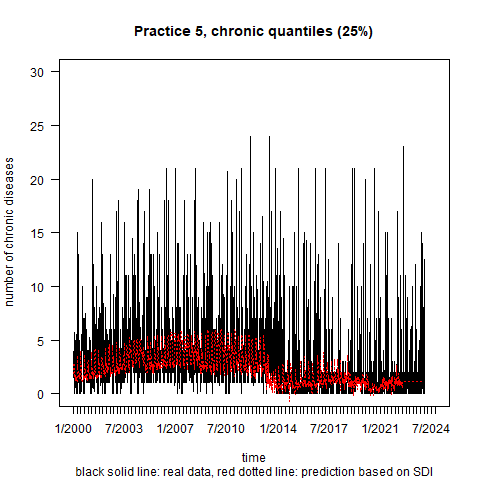 Practice 5, chronic quantiles (25%)
number of chronic diseases
30
25
20
15
10
5
0
1/2000 7/2003 1/2007 7/2010 1/2014 7/2017 1/2021 7/2024
time
black solid line: real data, red dotted line: prediction based on SDI